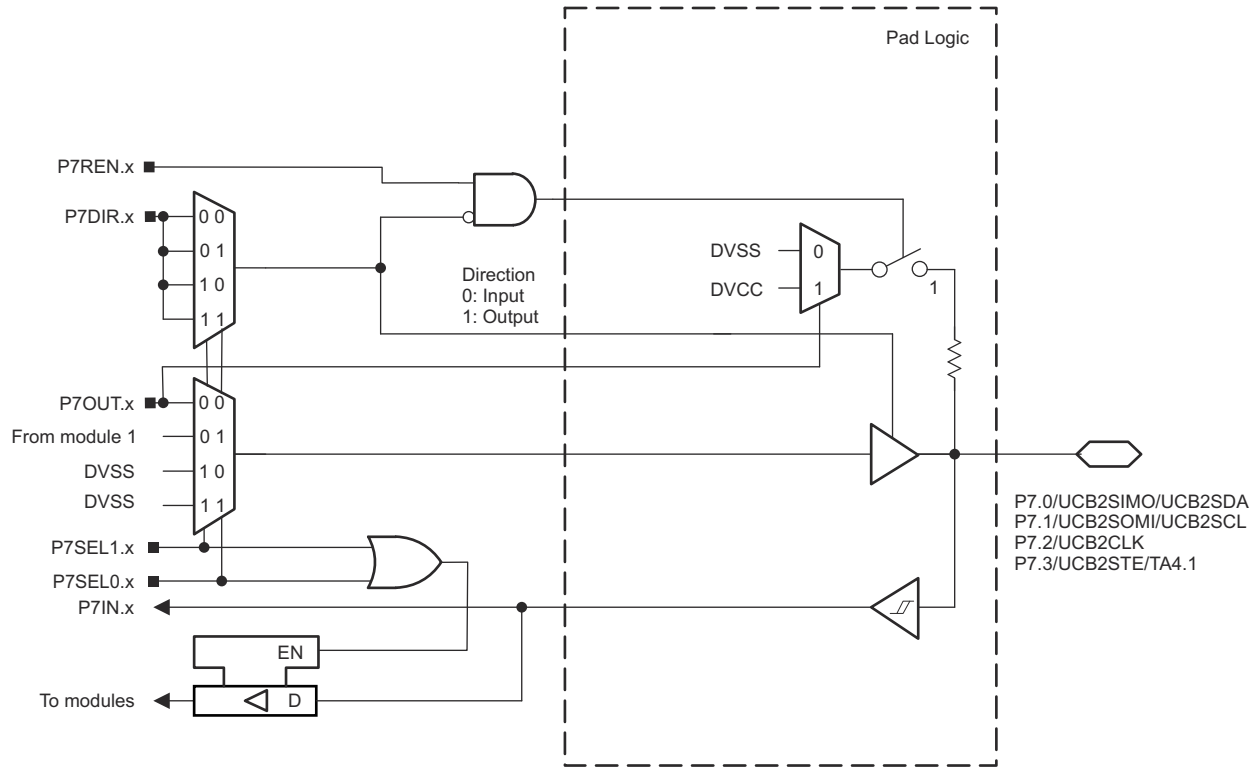 Pad Logic
P7REN.x
P7DIR.x
0 0
0 1
1 0
1 1
Direction
0: Input
1: Output
DVSS
0
DVCC
1
1
P7OUT.x
0 0
From module 1
0 1
DVSS
1 0
DVSS
1 1
P7.0/UCB2SIMO/UCB2SDA
P7.1/UCB2SOMI/UCB2SCL
P7.2/UCB2CLK
P7.3/UCB2STE/TA4.1
P7SEL1.x
P7SEL0.x
P7IN.x
EN
To modules
D